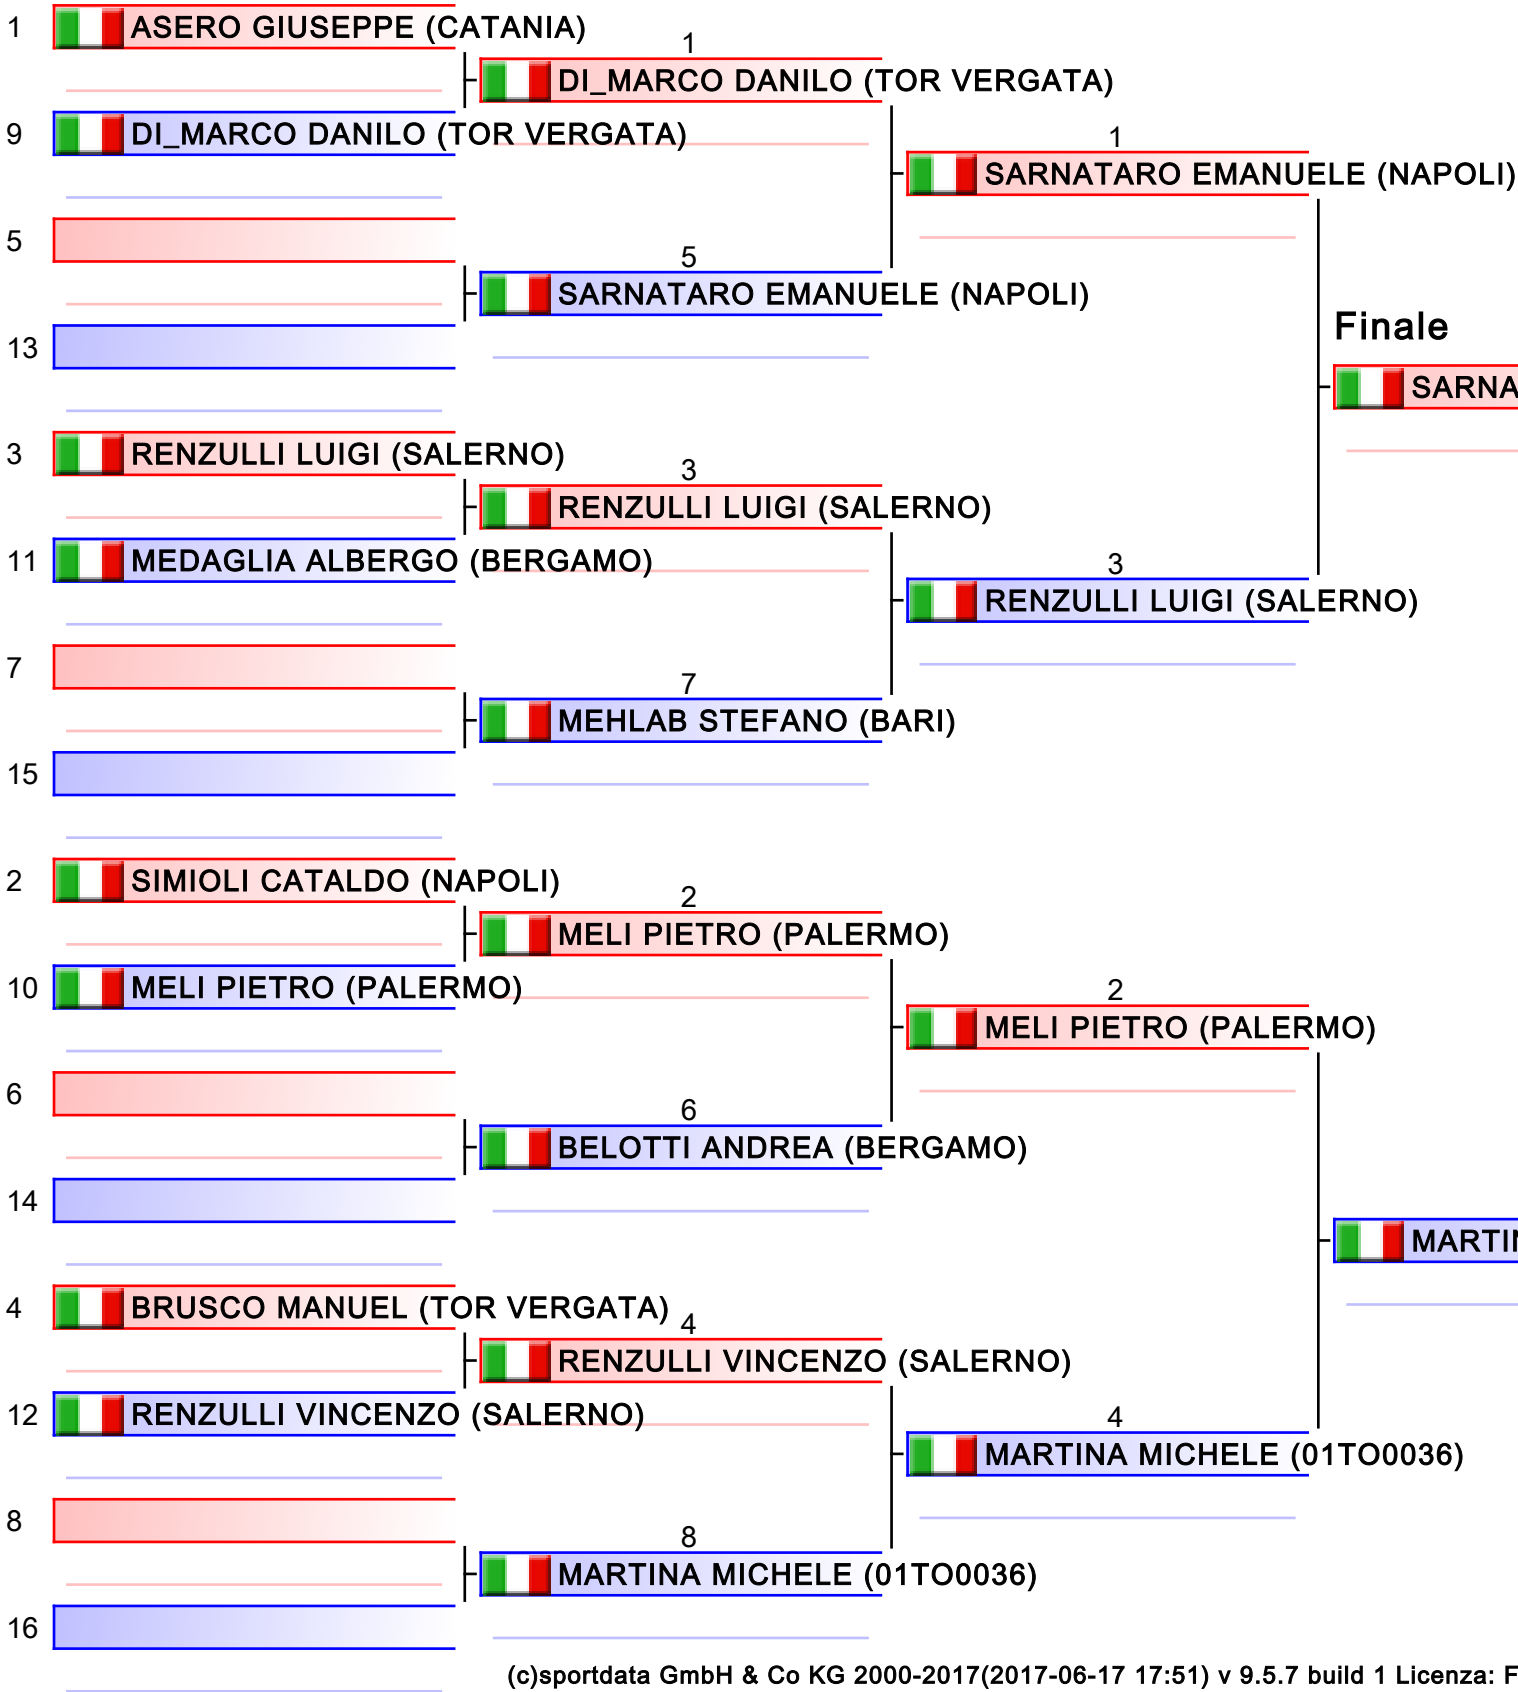 1
ASERO GIUSEPPE (CATANIA)
9
DI_MARCO DANILO (TOR VERGATA)
5
13
3
RENZULLI LUIGI (SALERNO)
11
MEDAGLIA ALBERGO (BERGAMO)
7
15
2
SIMIOLI CATALDO (NAPOLI)
10
MELI PIETRO (PALERMO)
6
14
4
BRUSCO MANUEL (TOR VERGATA)
12
RENZULLI VINCENZO (SALERNO)
8
16
1
DI_MARCO DANILO (TOR VERGATA)
5
SARNATARO EMANUELE (NAPOLI)
3
RENZULLI LUIGI (SALERNO)
7
MEHLAB STEFANO (BARI)
2
MELI PIETRO (PALERMO)
6
BELOTTI ANDREA (BERGAMO)
4
RENZULLI VINCENZO (SALERNO)
8
MARTINA MICHELE (01TO0036)
1
SARNATARO EMANUELE (NAPOLI)
3
RENZULLI LUIGI (SALERNO)
2
MELI PIETRO (PALERMO)
4
MARTINA MICHELE (01TO0036)
Finale
SARNA
MARTIN
(c)sportdata GmbH & Co KG 2000-2017(2017-06-17 17:51) v 9.5.7 build 1 Licenza: F